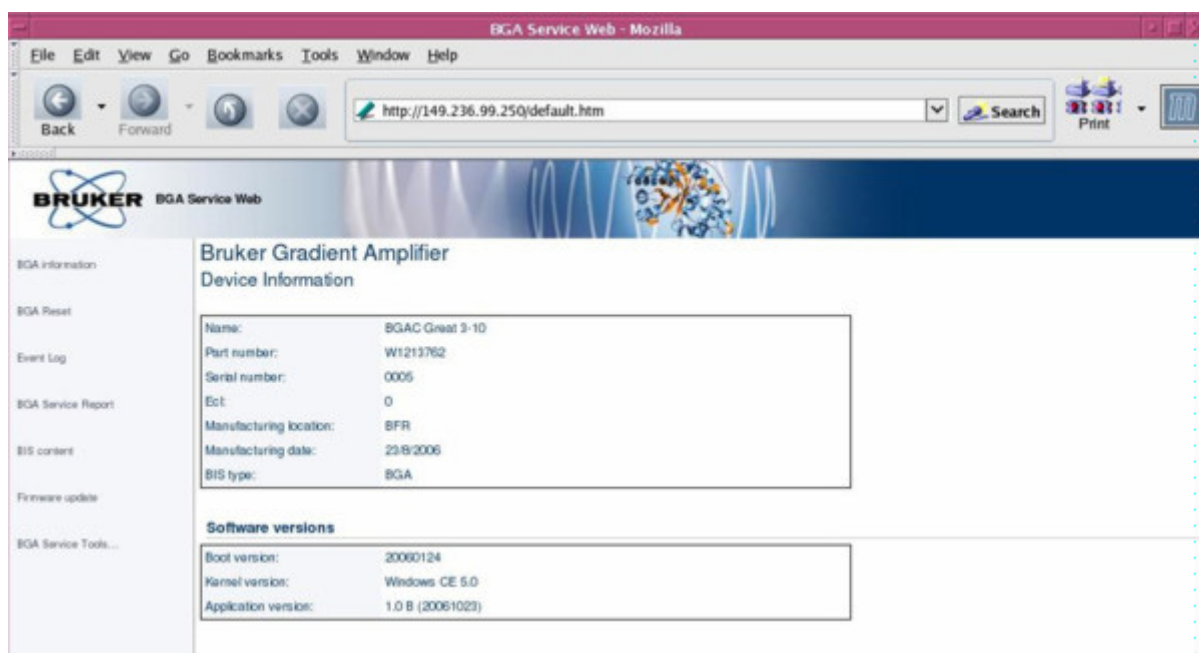 BGA Service Web - Mozilla
File Edit View Go Bookmarks Tools Window Help
Back Forward http://149.236.99.250/default.htm Search Print
BRUKER BGA Service Web
BGA information
BGA Reset
Event Log
BGA Service Report
BIS content
Firmware update
BGA Service Tools...
Bruker Gradient Amplifier
Device Information
Name: BGAC Great 3-10
Part number: W1213762
Serial number: 0005
Ecl: 0
Manufacturing location: BFR
Manufacturing date: 23/8/2006
BIS type: BGA
Software versions
Boot version: 20060124
Kernel version: Windows CE 5.0
Application version: 1.0 B (20061023)